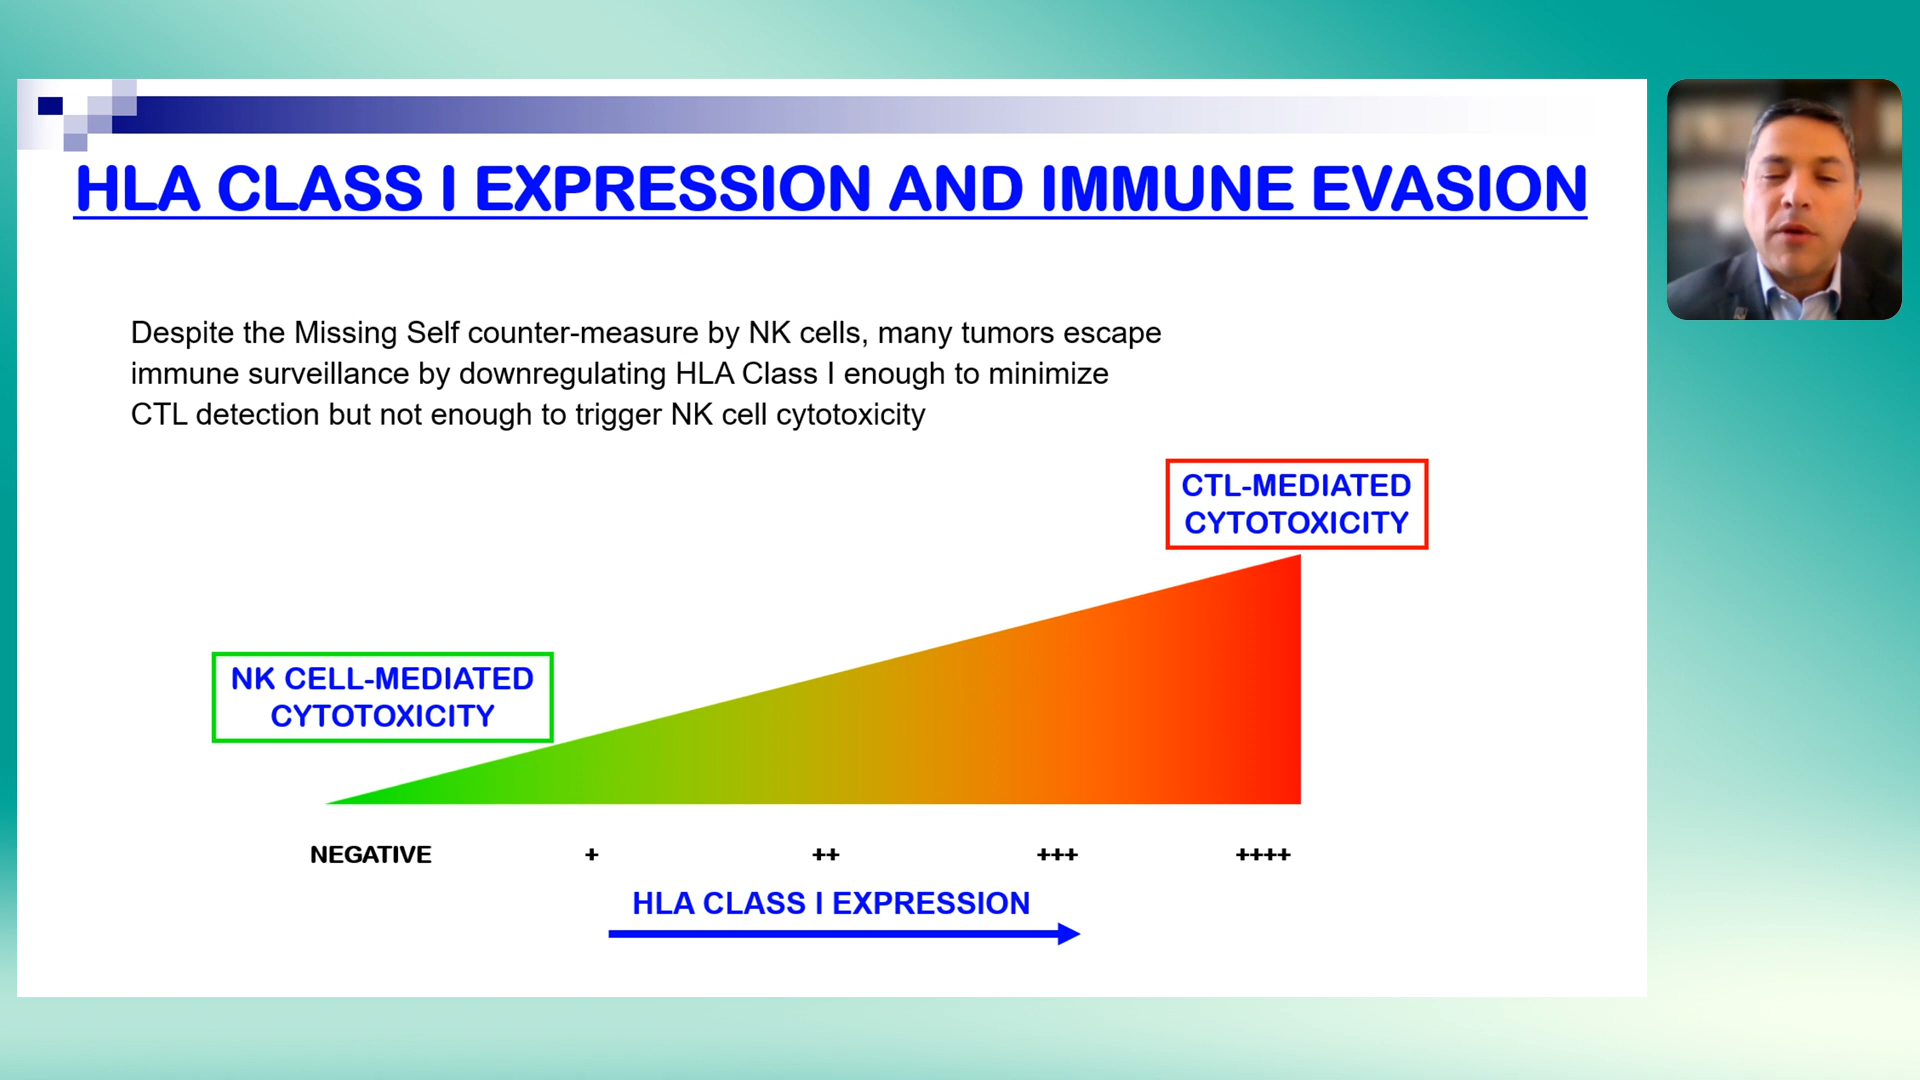 HLA CLASS I EXPRESSION AND IMMUNE EVASION
Despite the Missing Self counter-measure by NK cells, many tumors escape
immune surveillance by downregulating HLA Class I enough to minimize
CTL detection but not enough to trigger NK cell cytotoxicity
CTL-MEDIATED
CYTOTOXICITY
NK CELL-MEDIATED
CYTOTOXICITY
NEGATIVE + ++ +++ ++++
HLA CLASS I EXPRESSION